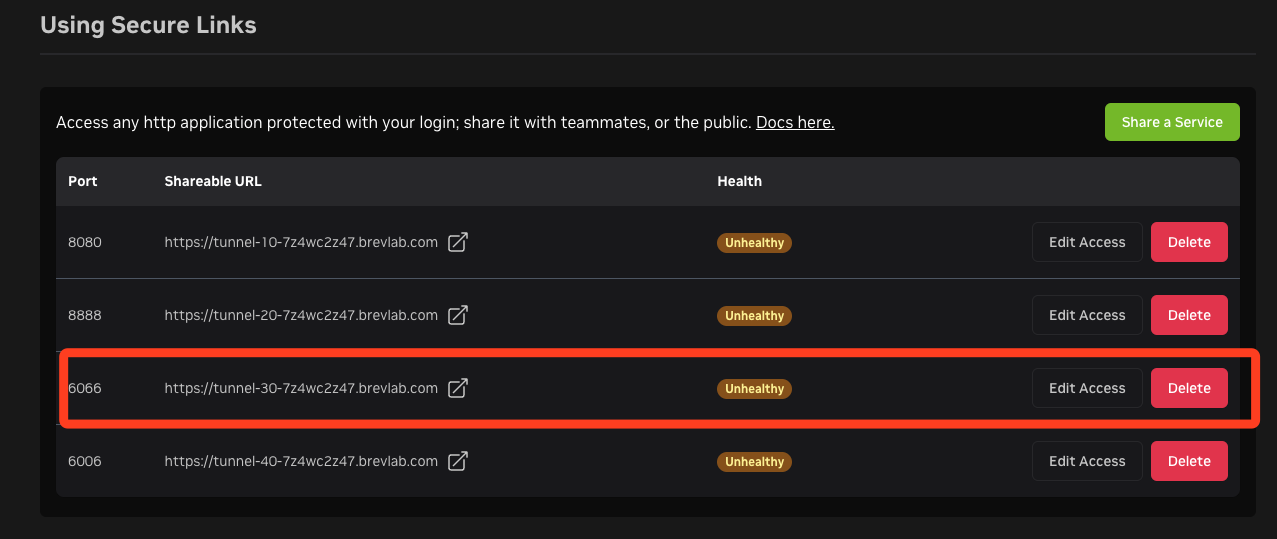 Using Secure Links
Access any http application protected with your login; share it with teammates, or the public. Docs here.
Share a Service
Port Shareable URL Health
8080 https://tunnel-10-7z4wc2z47.brevlab.com Unhealthy Edit Access Delete
8888 https://tunnel-20-7z4wc2z47.brevlab.com Unhealthy Edit Access Delete
6066 https://tunnel-30-7z4wc2z47.brevlab.com Unhealthy Edit Access Delete
6006 https://tunnel-40-7z4wc2z47.brevlab.com Unhealthy Edit Access Delete